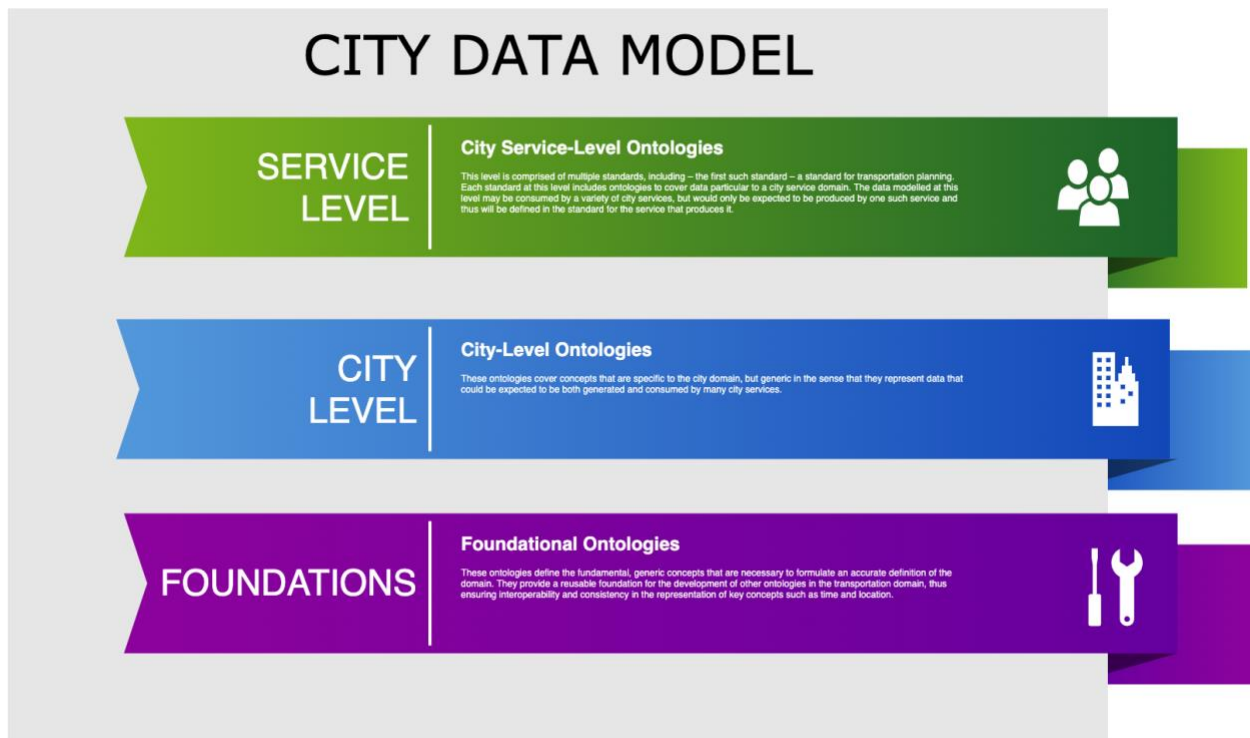 CITY DATA MODEL
SERVICE
LEVEL
City Service-Level Ontologies
This level is comprised of multiple standards, including – the first such standard – a standard for transportation planning.
Each standard at this level includes ontologies to cover data particular to a city service domain. The data modelled at this
level may be consumed by a variety of city services, but would only be expected to be produced by one such service and
thus will be defined in the standard for the service that produces it.
CITY
LEVEL
City-Level Ontologies
These ontologies cover concepts that are specific to the city domain, but generic in the sense that they represent data that
could be expected to be both generated and consumed by many city services.
FOUNDATIONS
Foundational Ontologies
These ontologies define the fundamental, generic concepts that are necessary to formulate an accurate definition of the
domain. They provide a reusable foundation for the development of other ontologies in the transportation domain, thus
ensuring interoperability and consistency in the representation of key concepts such as time and location.